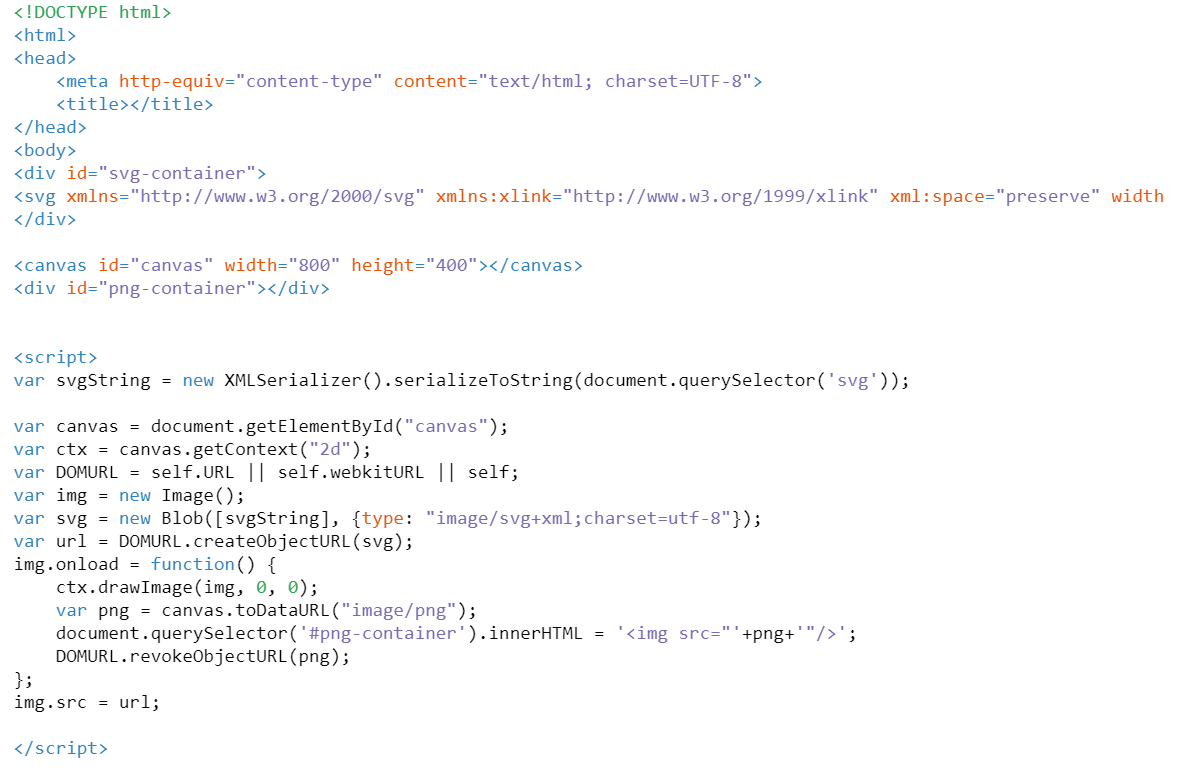 <!DOCTYPE html>
<html>
<head>
    <meta http-equiv="content-type" content="text/html; charset=UTF-8">
    <title></title>
</head>
<body>
<div id="svg-container">
<svg xmlns="http://www.w3.org/2000/svg" xmlns:xlink="http://www.w3.org/1999/xlink" xml:space="preserve" width
</div>

<canvas id="canvas" width="800" height="400"></canvas>
<div id="png-container"></div>


<script>
var svgString = new XMLSerializer().serializeToString(document.querySelector('svg'));

var canvas = document.getElementById("canvas");
var ctx = canvas.getContext("2d");
var DOMURL = self.URL || self.webkitURL || self;
var img = new Image();
var svg = new Blob([svgString], {type: "image/svg+xml;charset=utf-8"});
var url = DOMURL.createObjectURL(svg);
img.onload = function() {
    ctx.drawImage(img, 0, 0);
    var png = canvas.toDataURL("image/png");
    document.querySelector('#png-container').innerHTML = '<img src="'+png+'"/>';
    DOMURL.revokeObjectURL(png);
};
img.src = url;

</script>